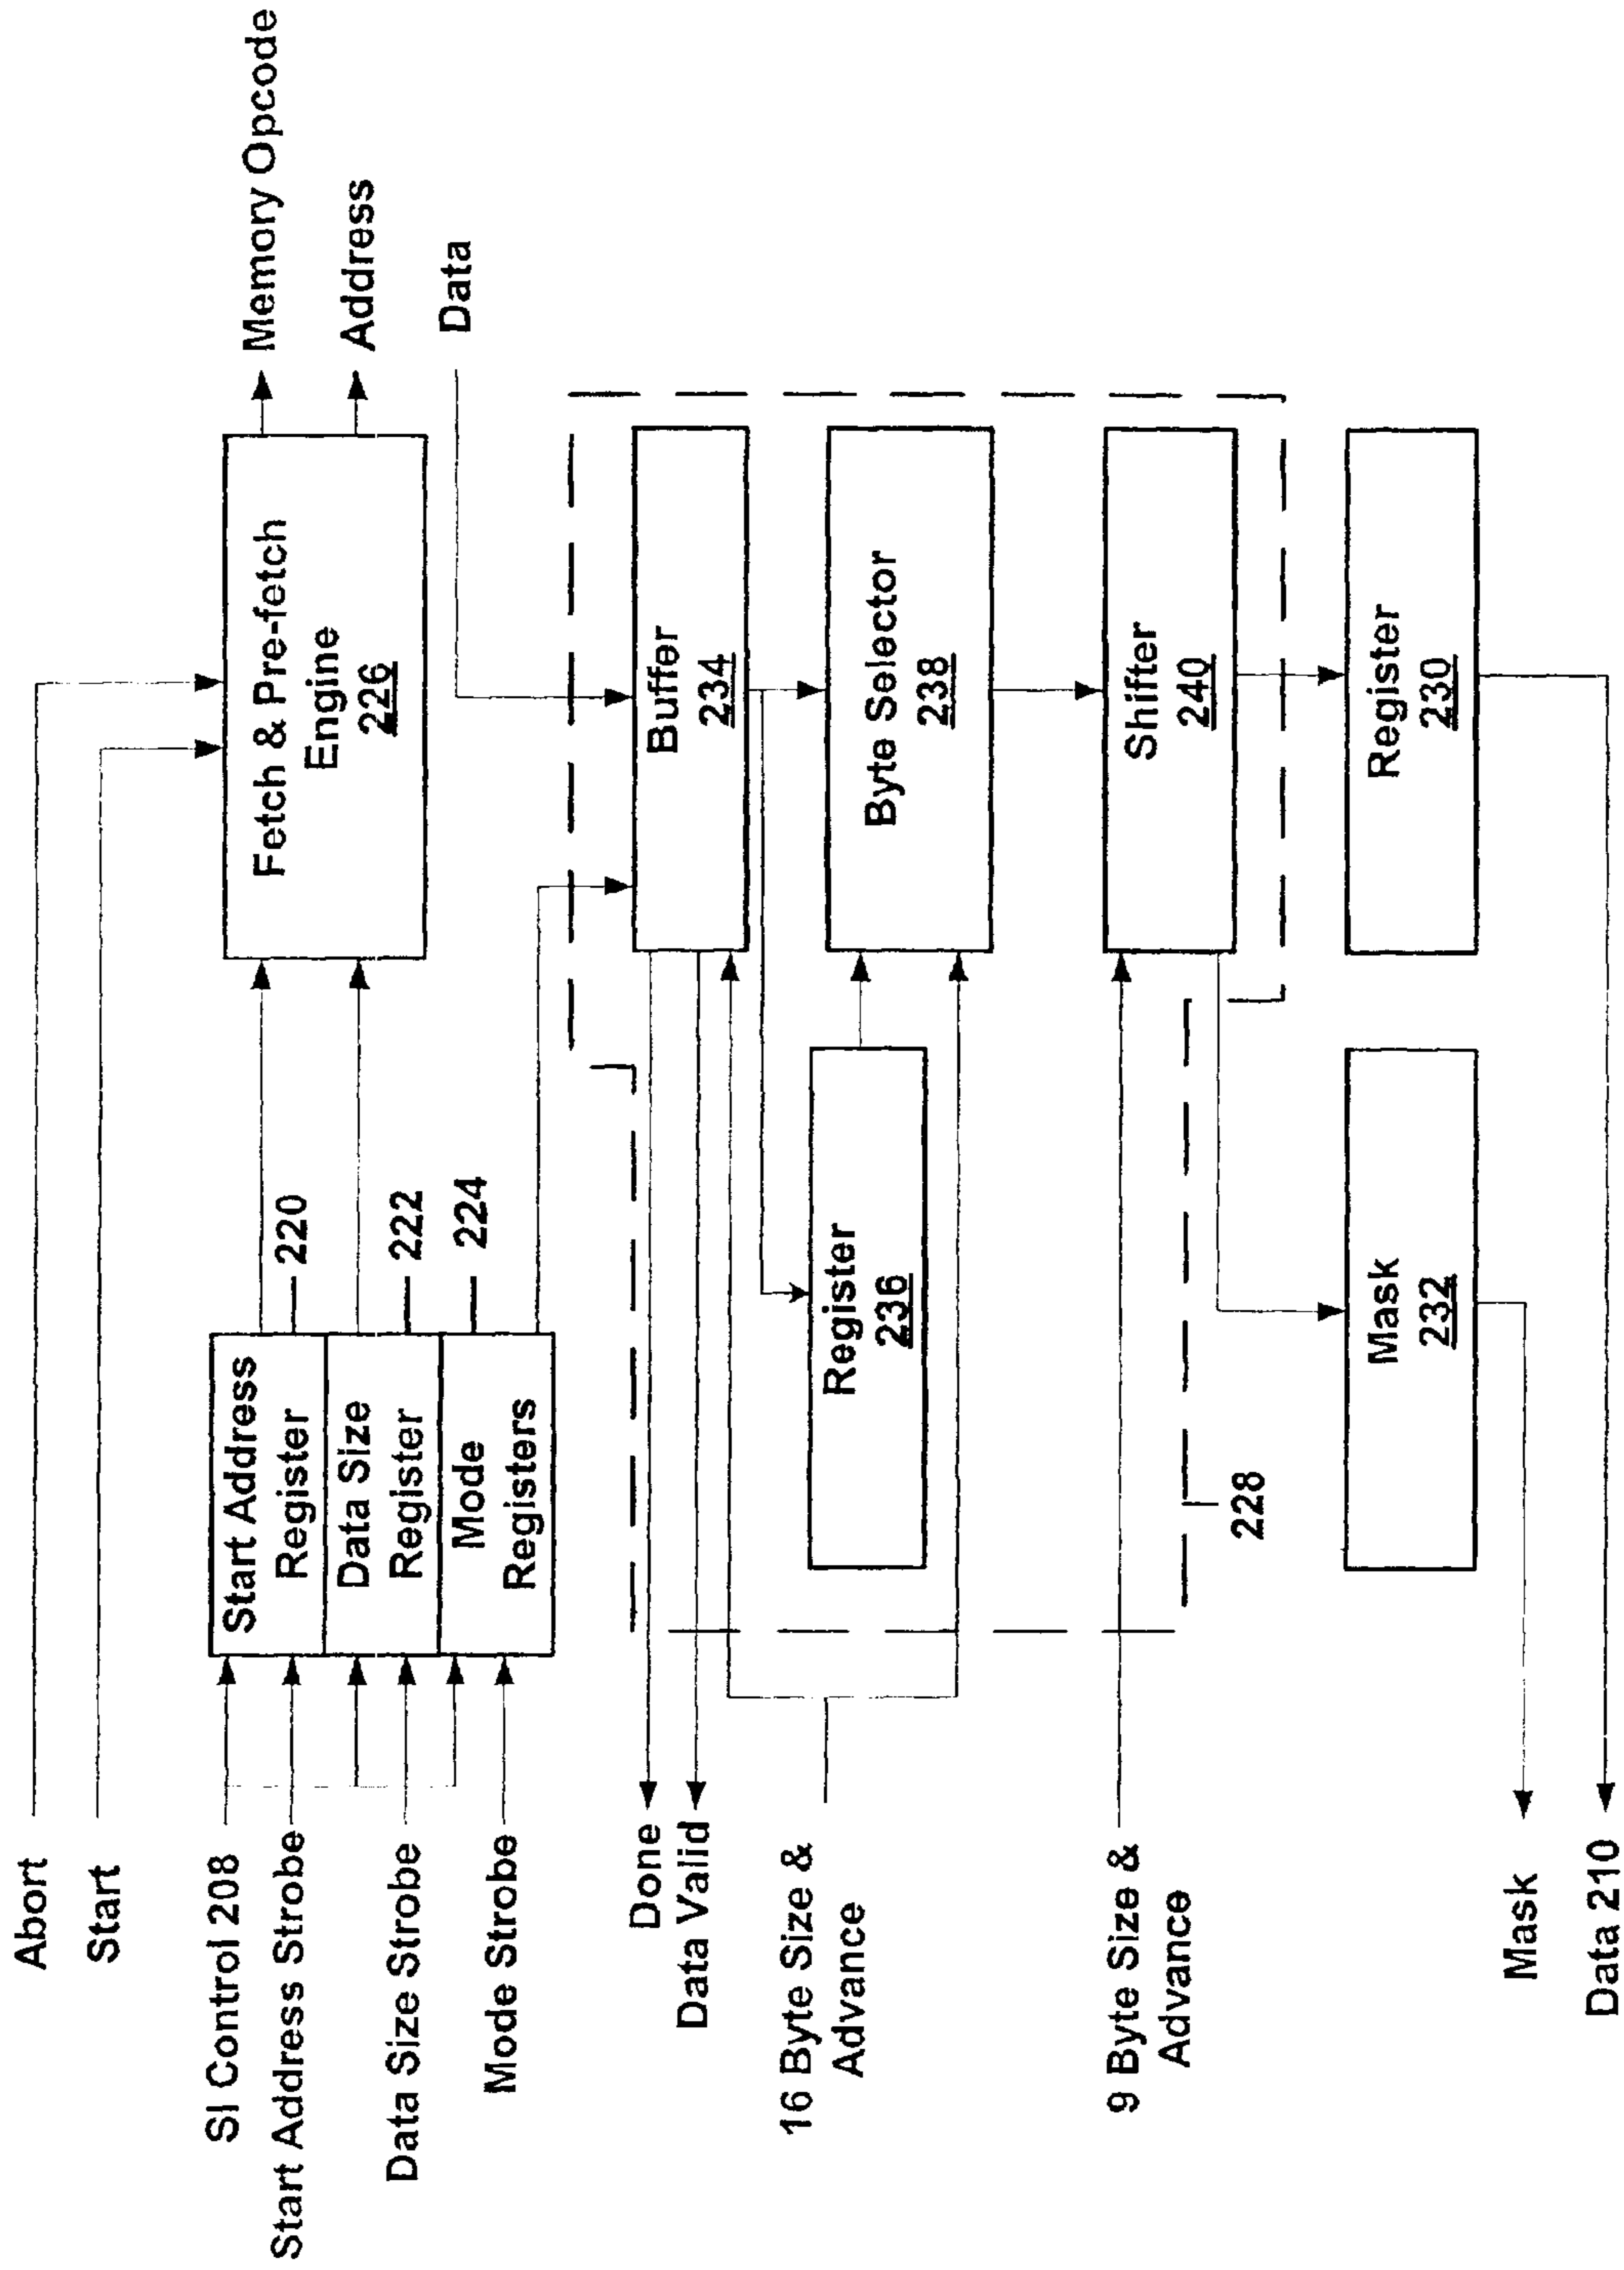 Abort
Start
SI Control 208
Start Address Strobe
Data Size Strobe
Mode Strobe
Start Address
Register
220
Data Size
Register
222
Mode
Registers
224
Fetch & Pre-fetch
Engine
226
Memory Opcode
Address
Data
Done
Data Valid
16 Byte Size &
Advance
9 Byte Size &
Advance
Buffer
234
Register
236
Byte Selector
238
Shifter
240
228
Mask
232
Register
230
Mask
Data 210